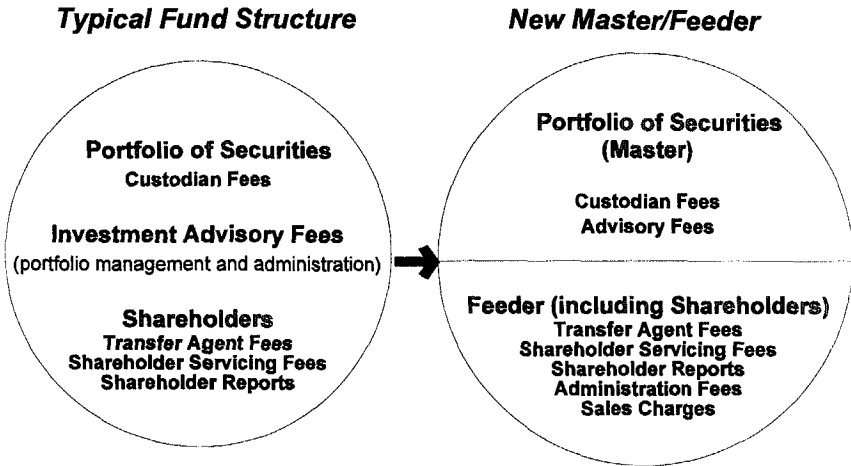 Typical Fund Structure
Portfolio of Securities
Custodian Fees
Investment Advisory Fees
(portfolio management and administration)
Shareholders
Transfer Agent Fees
Shareholder Servicing Fees
Shareholder Reports
New Master/Feeder
Portfolio of Securities
(Master)
Custodian Fees
Advisory Fees
Feeder (including Shareholders)
Transfer Agent Fees
Shareholder Servicing Fees
Shareholder Reports
Administration Fees
Sales Charges